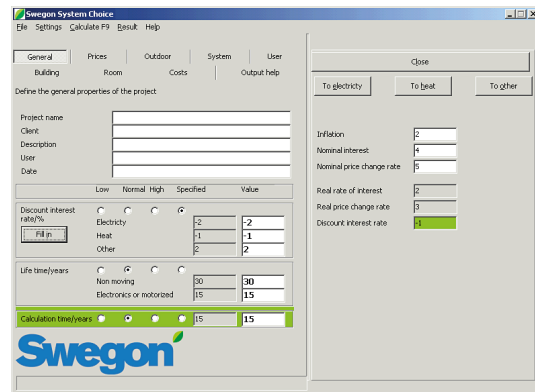 Swegon System Choice
File Settings Calculate F9 Result Help
General Prices Outdoor System User
Building Room Costs Output help
Define the general properties of the project
Project name
Client
Description
User
Date
Low Normal High Specified Value
Discount interest
rate/%
Fill in
Electricty -2 -2
Heat -1 -1
Other 2 2
Life time/years
Non moving 30 30
Electronics or motorized 15 15
Calculation time/years 15 15
Swegon
Close
To electricty To heat To other
Inflation 2
Nominal interest 4
Nominal price change rate 5
Real rate of interest 2
Real price change rate 3
Discount interest rate -1